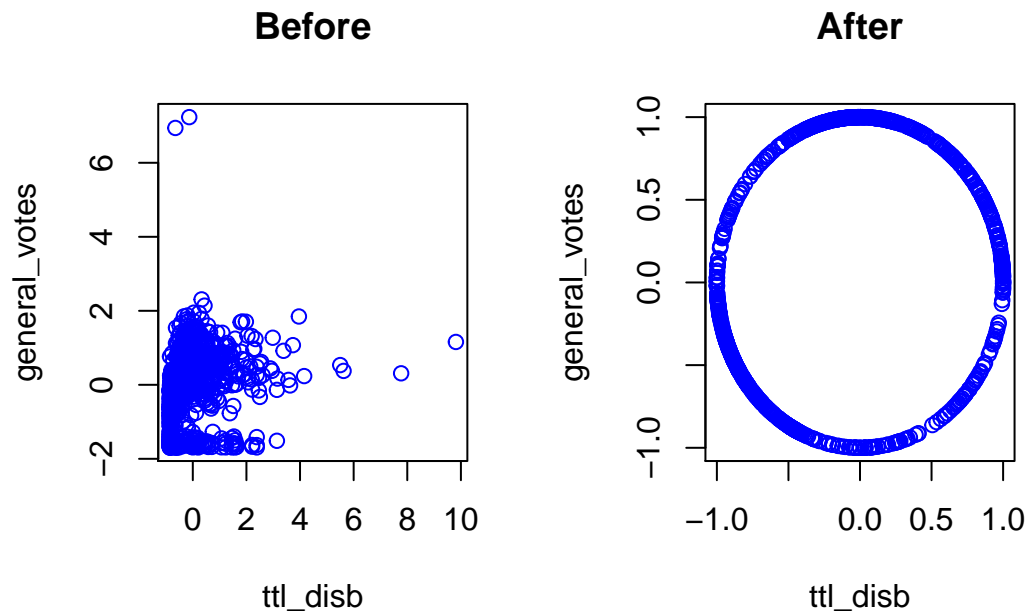 Before
general_votes
6
4
2
0
−2
0 2 4 6 8 10
ttl_disb
After
general_votes
1.0
0.5
0.0
−1.0
−1.0 0.0 0.5 1.0
ttl_disb